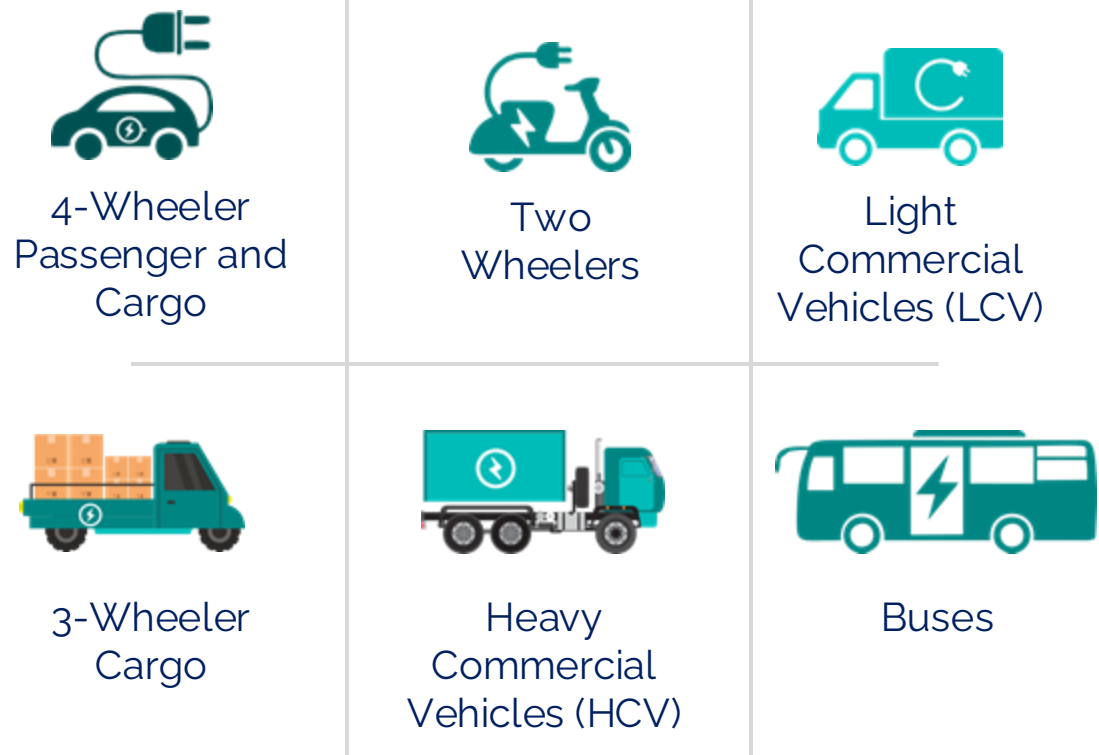 4-Wheeler
Passenger and
Cargo
Two
Wheelers
Light
Commercial
Vehicles (LCV)
3-Wheeler
Cargo
Heavy
Commercial
Vehicles (HCV)
Buses